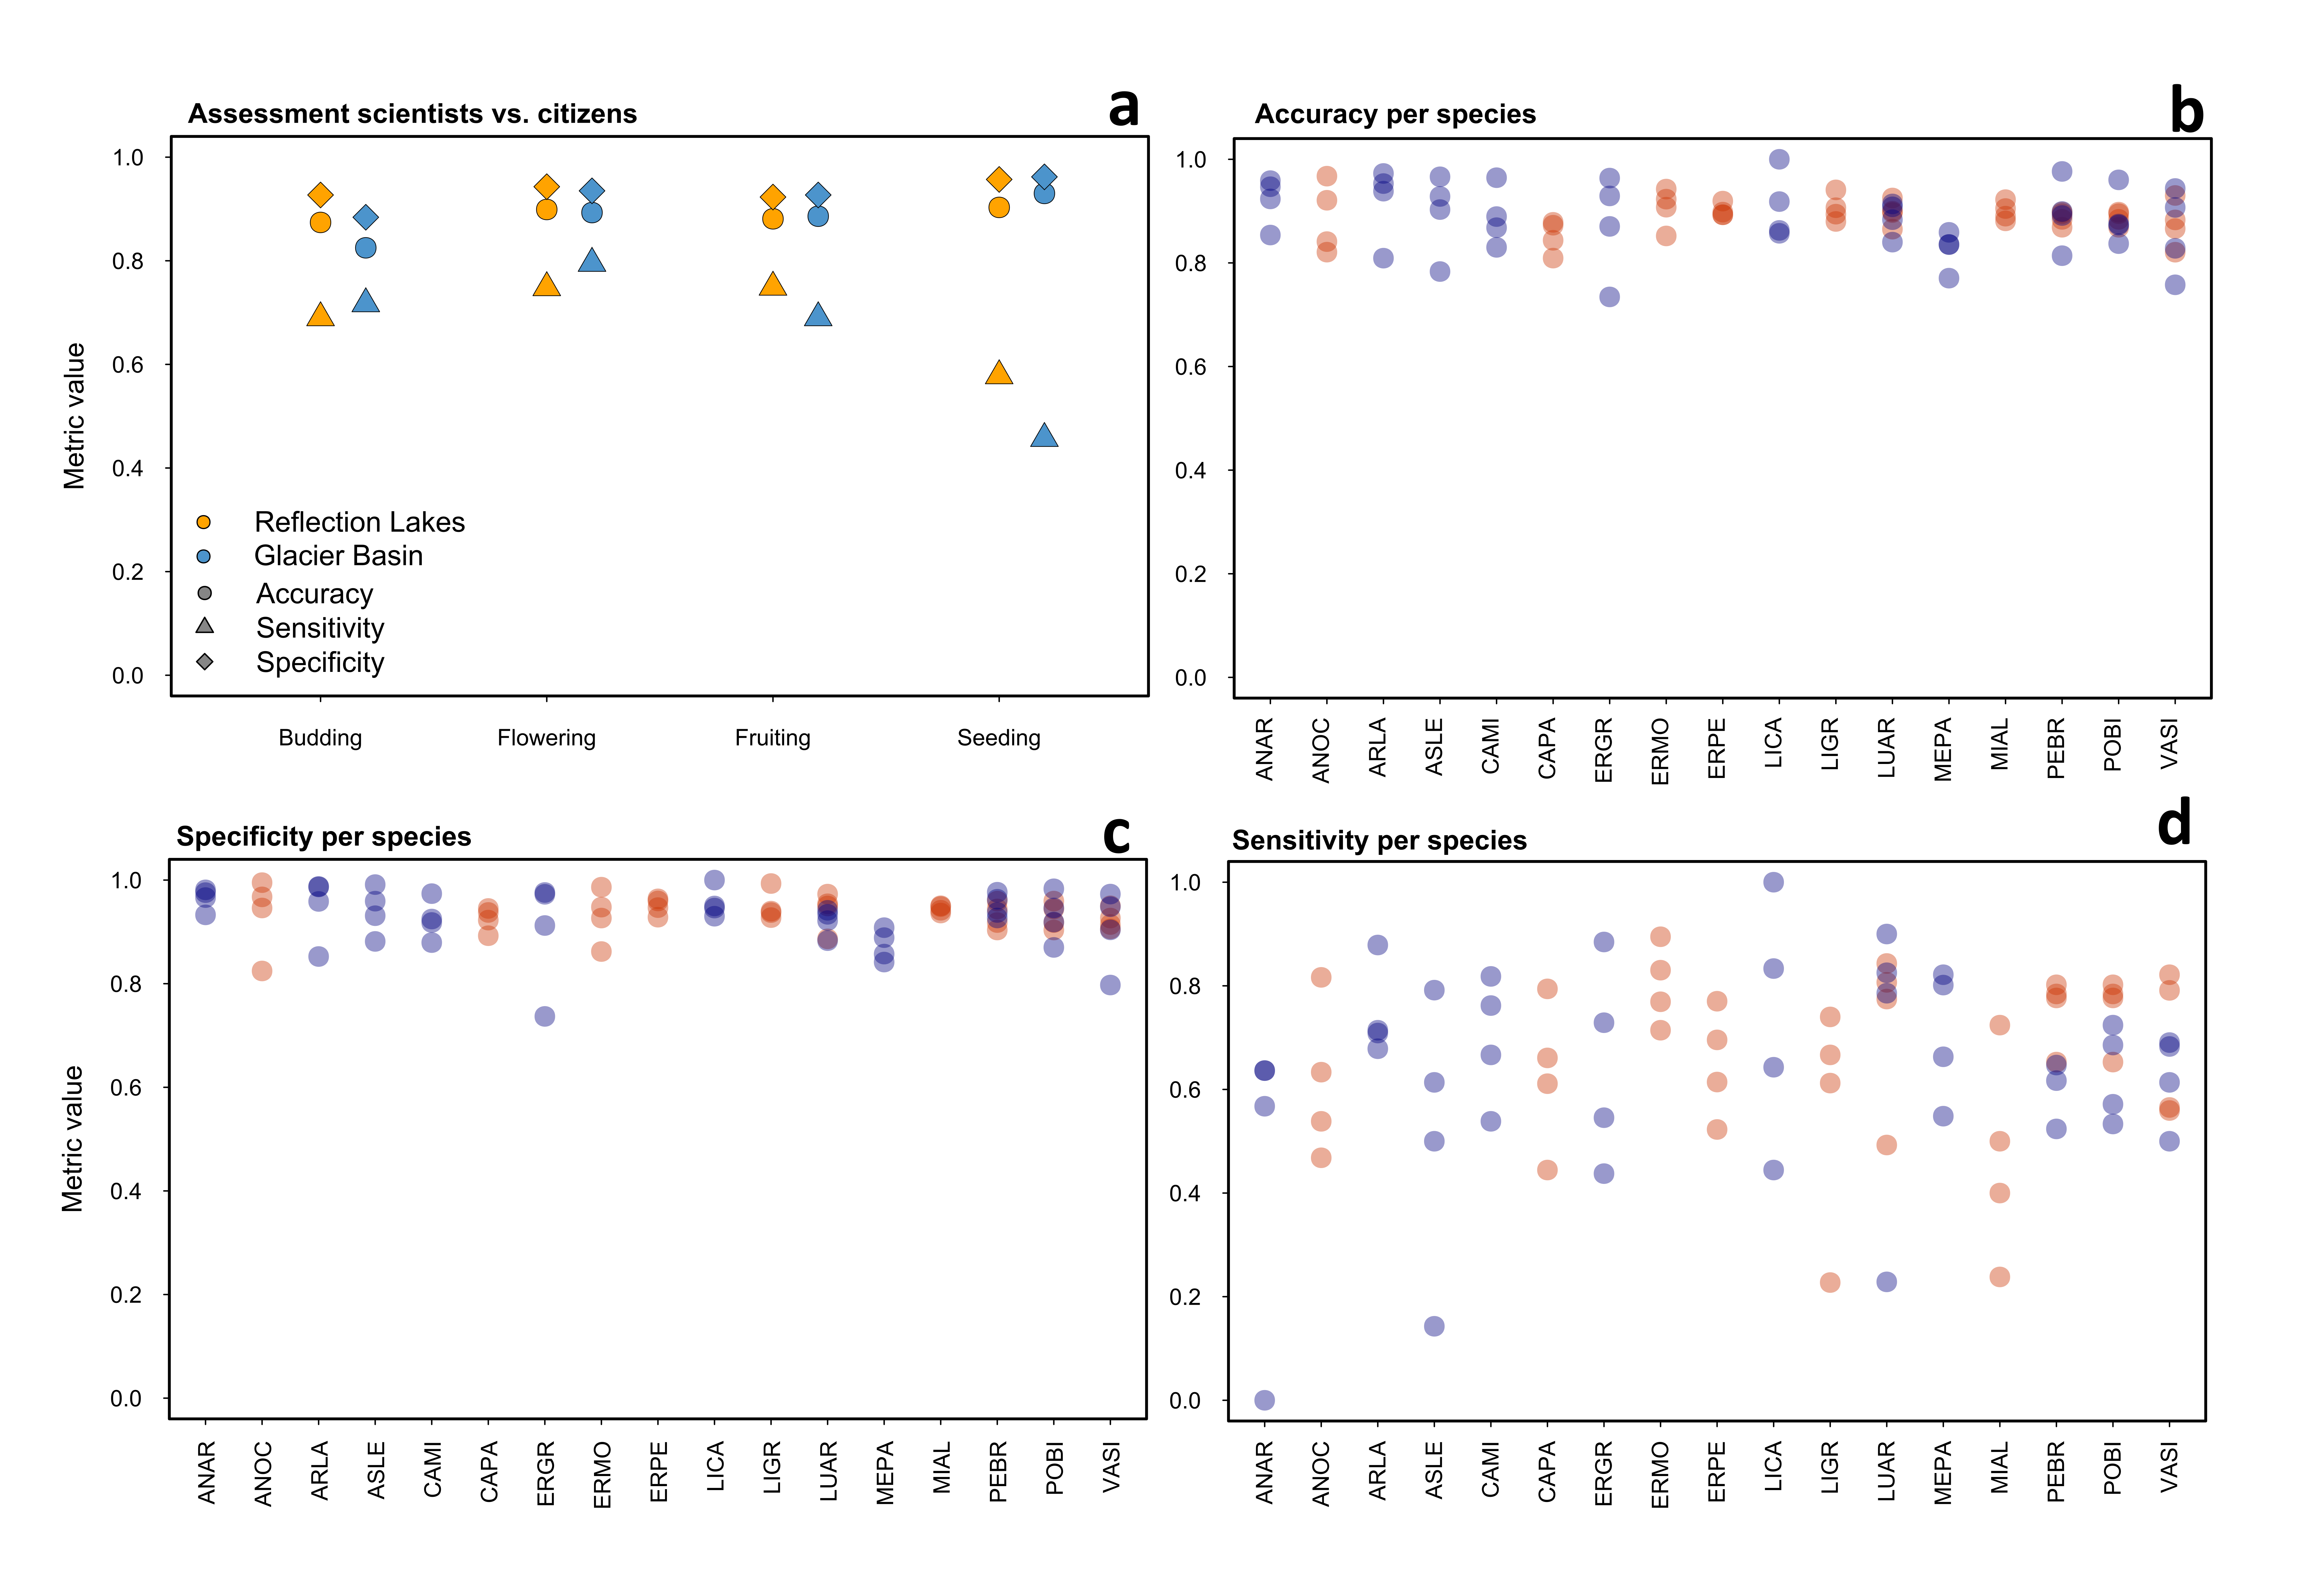 Assessment scientists vs. citizens
a
Metric value
1.0
0.8
0.6
0.4
0.2
0.0
Reflection Lakes
Glacier Basin
Accuracy
Sensitivity
Specificity
Budding Flowering Fruiting Seeding
Accuracy per species
b
1.0
0.8
0.6
0.4
0.2
0.0
ANAR ANOC ARLA ASLE CAMI CAPA ERGR ERMO ERPE LICA LIGR LUAR MEPA MIAL PEBR POBI VASI
Specificity per species
c
Metric value
1.0
0.8
0.6
0.4
0.2
0.0
ANAR ANOC ARLA ASLE CAMI CAPA ERGR ERMO ERPE LICA LIGR LUAR MEPA MIAL PEBR POBI VASI
Sensitivity per species
d
1.0
0.8
0.6
0.4
0.2
0.0
ANAR ANOC ARLA ASLE CAMI CAPA ERGR ERMO ERPE LICA LIGR LUAR MEPA MIAL PEBR POBI VASI